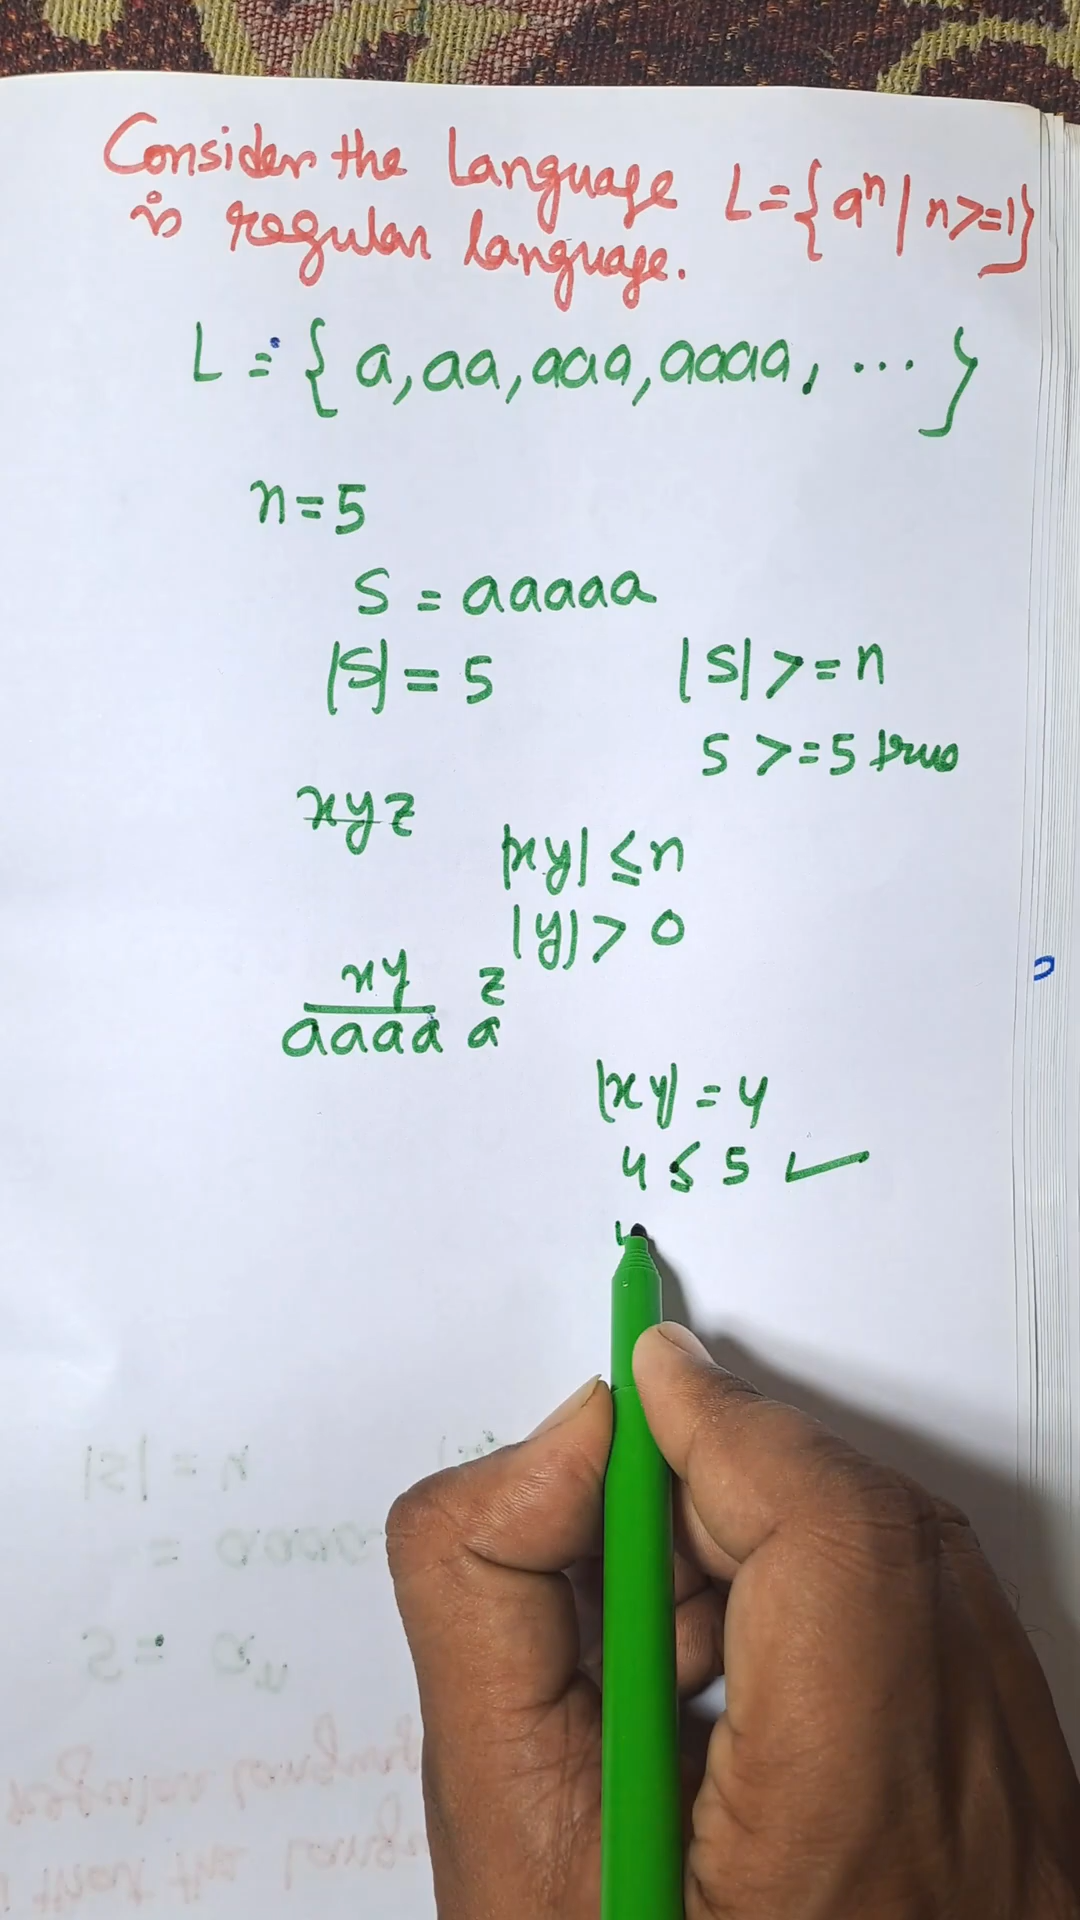 Consider the Language L={aⁿ | n>=1}
is regular language.
L = { a, aa, aaa, aaaa, ... }
n=5
S = aaaaa
|S| = 5
|S| >= n
5 >= 5 true
xyz
|xy| ≤ n
|y| > 0
xy z
aaaa a
|xy| = 4
4 ≤ 5 ✓